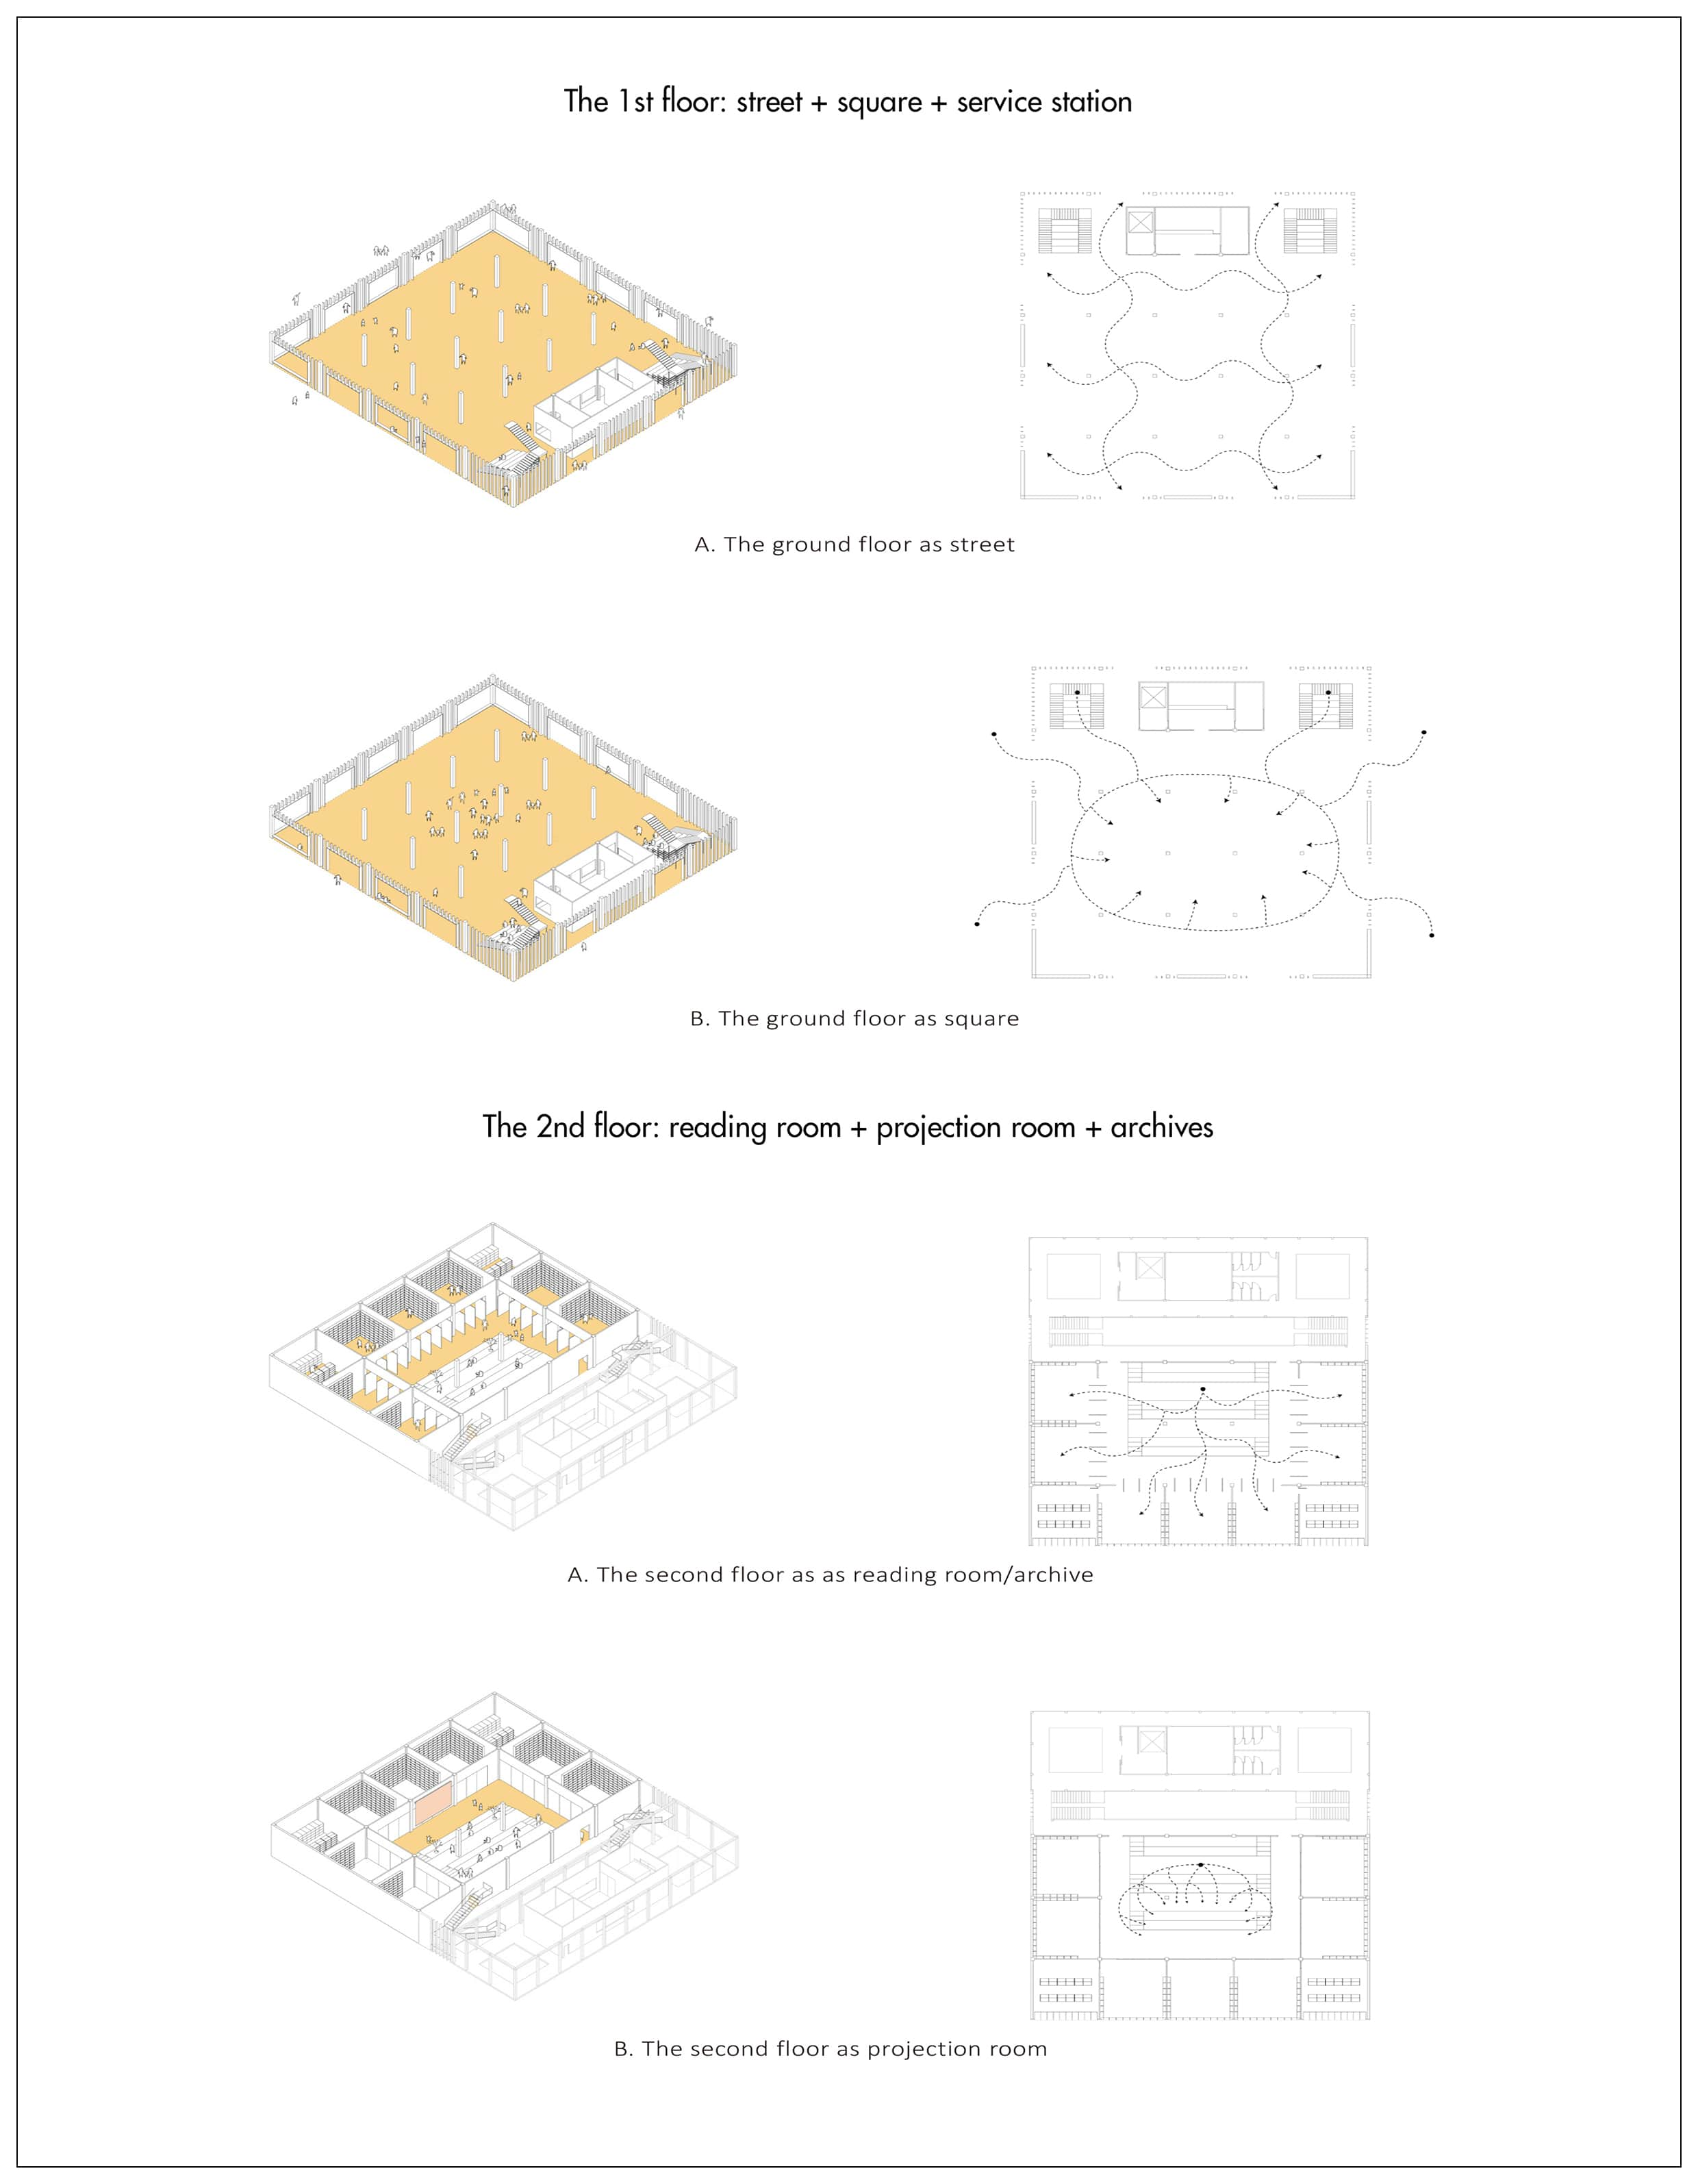 The 1st floor: street + square + service station
A. The ground floor as street
B. The ground floor as square
The 2nd floor: reading room + projection room + archives
A. The second floor as as reading room/archive
B. The second floor as projection room